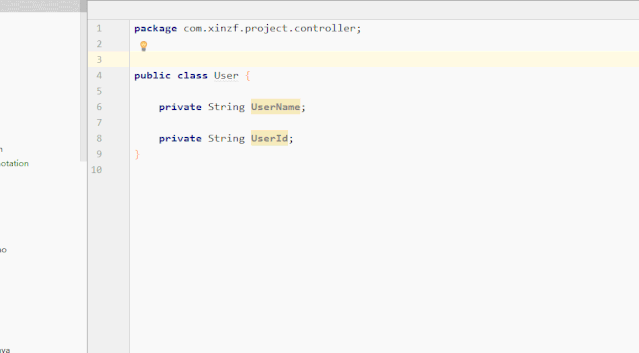 1 package com.xinzf.project.controller;
2
3
4 public class User {
5
6 private String UserName;
7
8 private String UserId;
9 }
10
otation